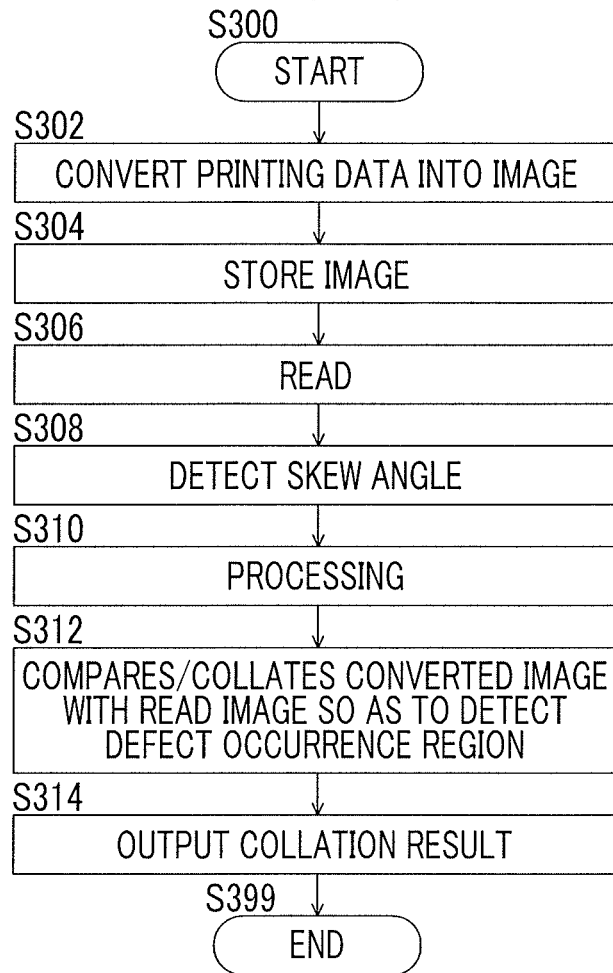 S300
START
S302
CONVERT PRINTING DATA INTO IMAGE
S304
STORE IMAGE
S306
READ
S308
DETECT SKEW ANGLE
S310
PROCESSING
S312
COMPARES/COLLATES CONVERTED IMAGE
WITH READ IMAGE SO AS TO DETECT
DEFECT OCCURRENCE REGION
S314
OUTPUT COLLATION RESULT
S399
END